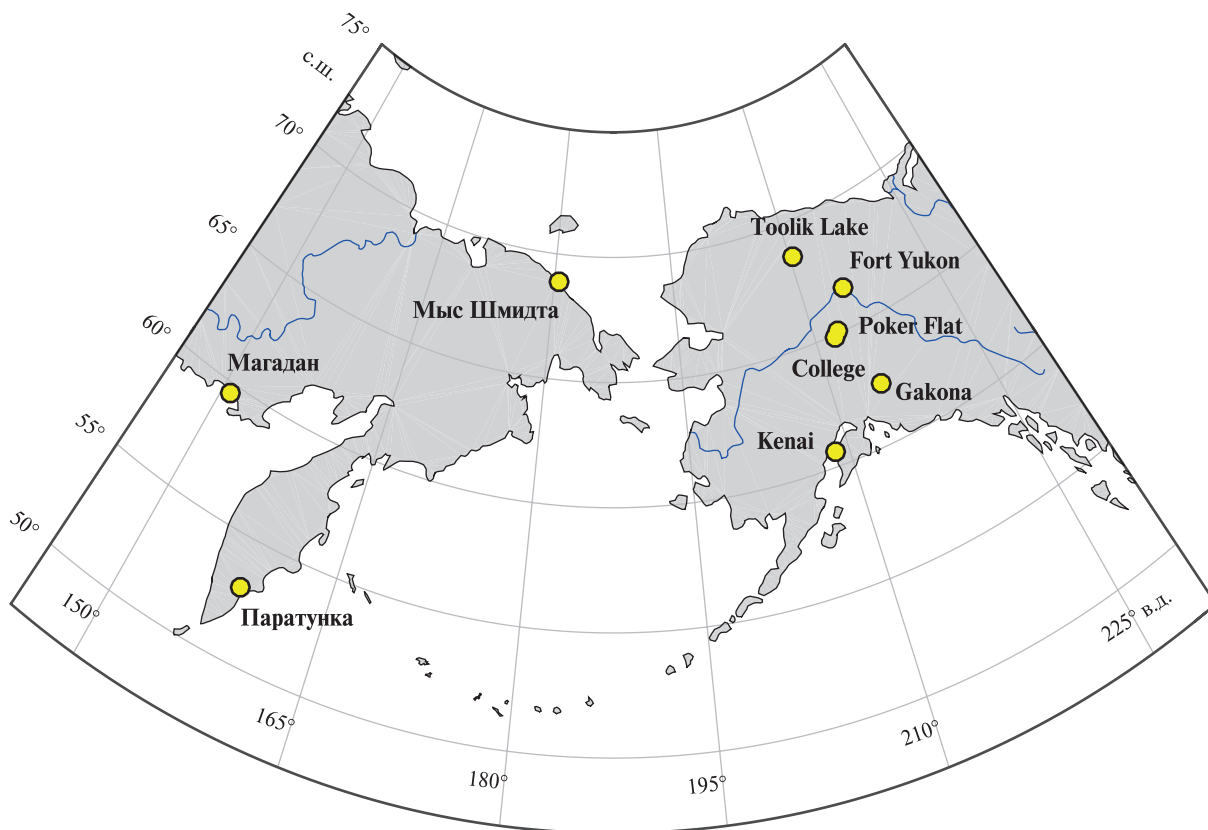 75°
с.ш.
70°
65°
60°
55°
50°
Toolik Lake
Fort Yukon
Мыс Шмидта
Poker Flat
Магадан
College
Gakona
Kenai
Паратунка
150°
165°
180°
195°
210°
225° в.д.